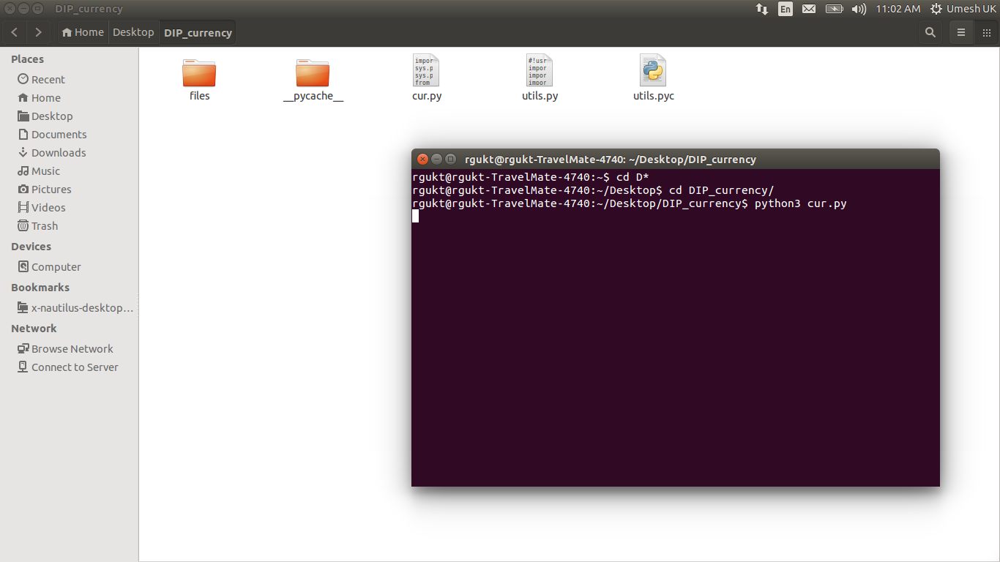 DIP_currency
En
11:02 AM
Umesh UK
Home
Desktop
DIP_currency
Places
Recent
Home
Desktop
Documents
Downloads
Music
Pictures
Videos
Trash
Devices
Computer
Bookmarks
x-nautilus-desktop…
Network
Browse Network
Connect to Server
impor
sys.p
sys.p
from
#!usr
impor
impor
impor
files
__pycache__
cur.py
utils.py
utils.pyc
rgukt@rgukt-TravelMate-4740: ~/Desktop/DIP_currency
rgukt@rgukt-TravelMate-4740:~$ cd D*
rgukt@rgukt-TravelMate-4740:~/Desktop$ cd DIP_currency/
rgukt@rgukt-TravelMate-4740:~/Desktop/DIP_currency$ python3 cur.py